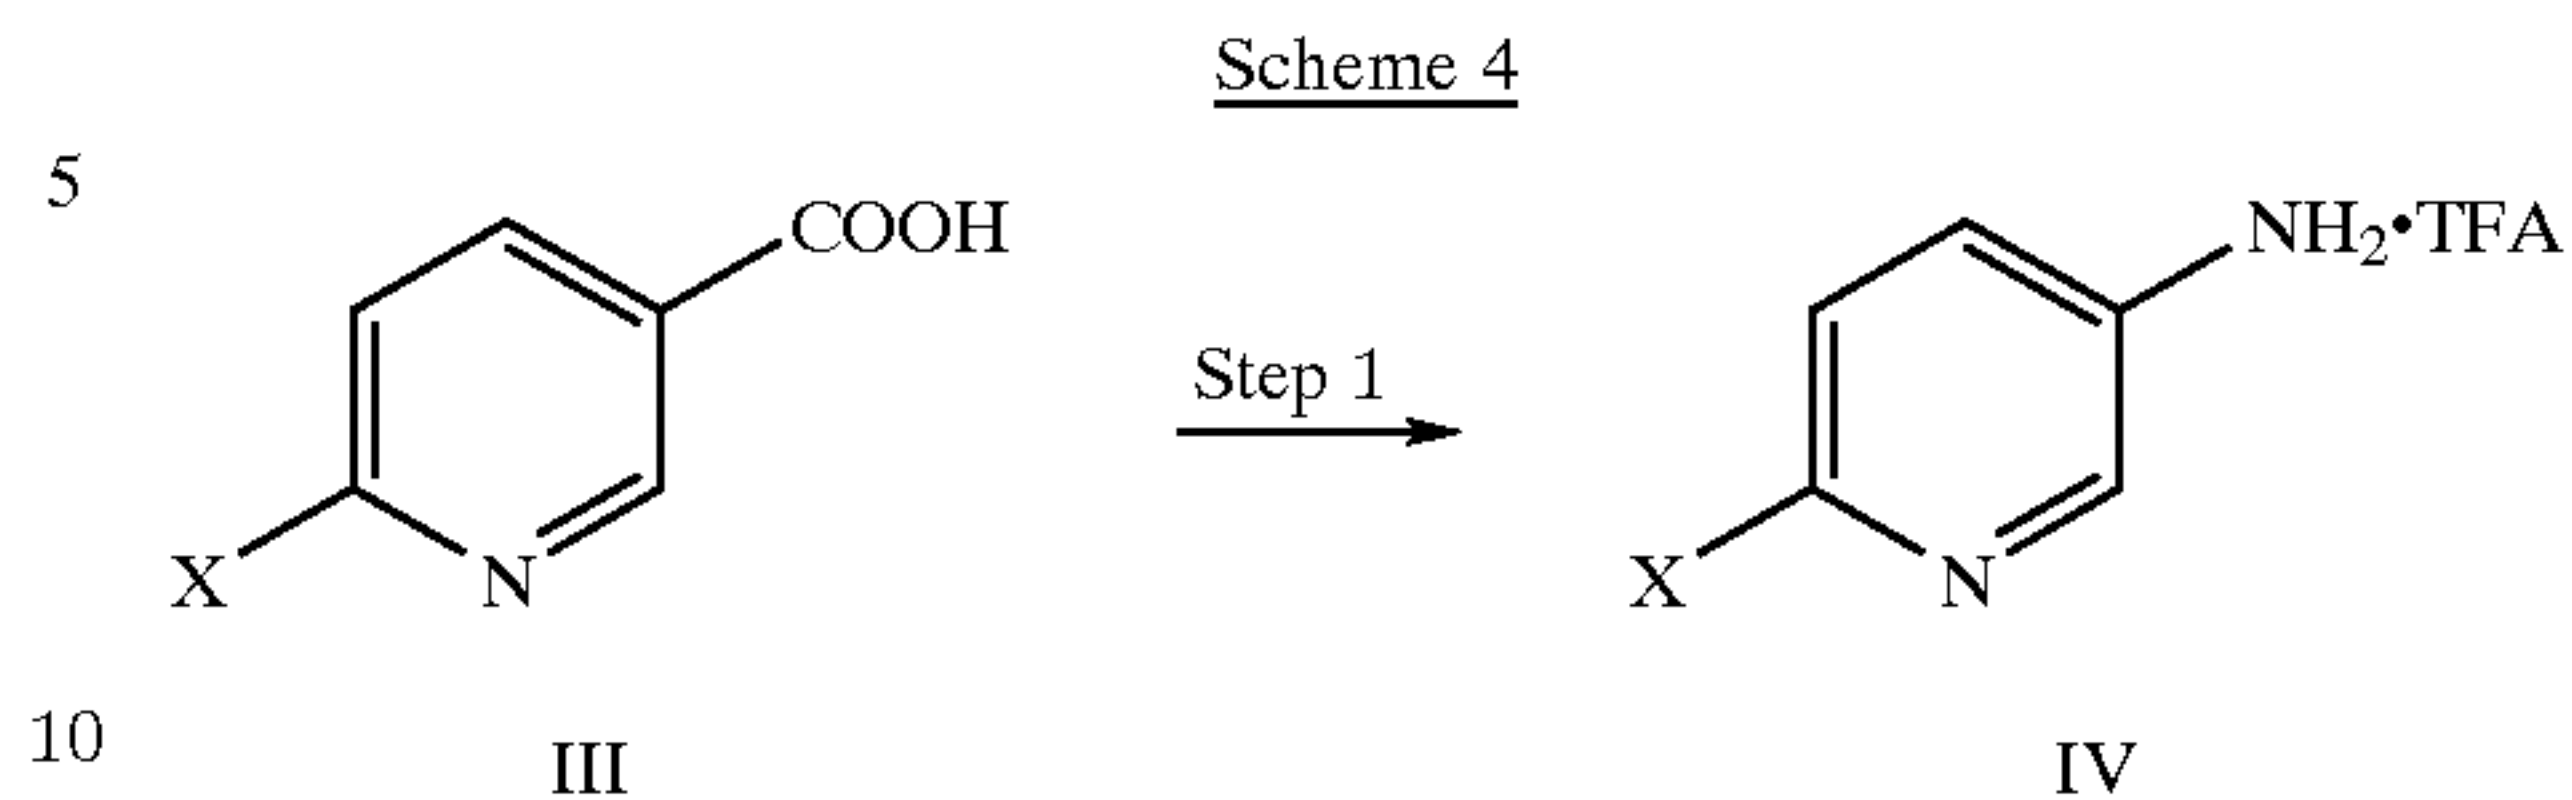 Scheme 4
5
COOH
NH₂•TFA
Step 1
X
N
X
N
10
III
IV